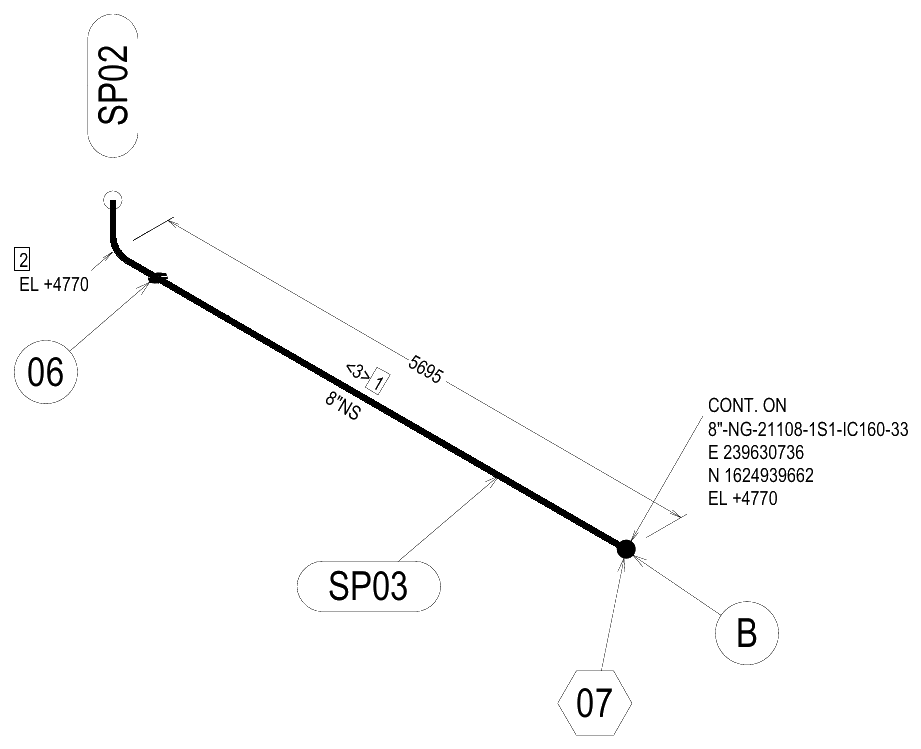 SP02
2
EL +4770
06
5695
<3> 1
8"NS
CONT. ON
8"-NG-21108-1S1-IC160-33
E 239630736
N 1624939662
EL +4770
SP03
B
07